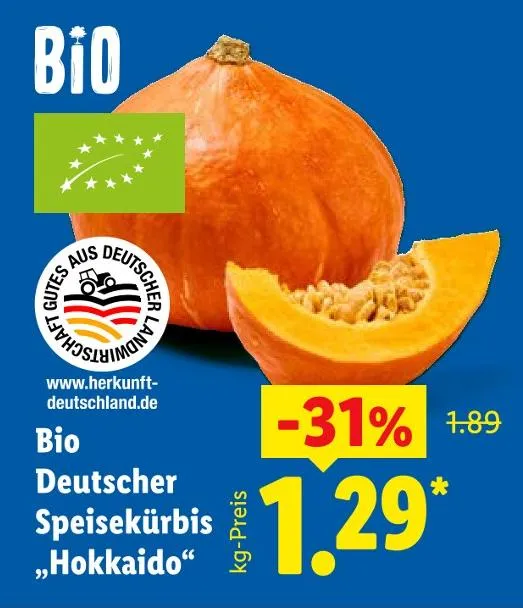 BiO
GUTES AUS DEUTSCHER LANDWIRTSCHAFT
www.herkunft-
deutschland.de
-31%
1.89
Bio
Deutscher
Speisekürbis
„Hokkaido“
kg-Preis
1.29*